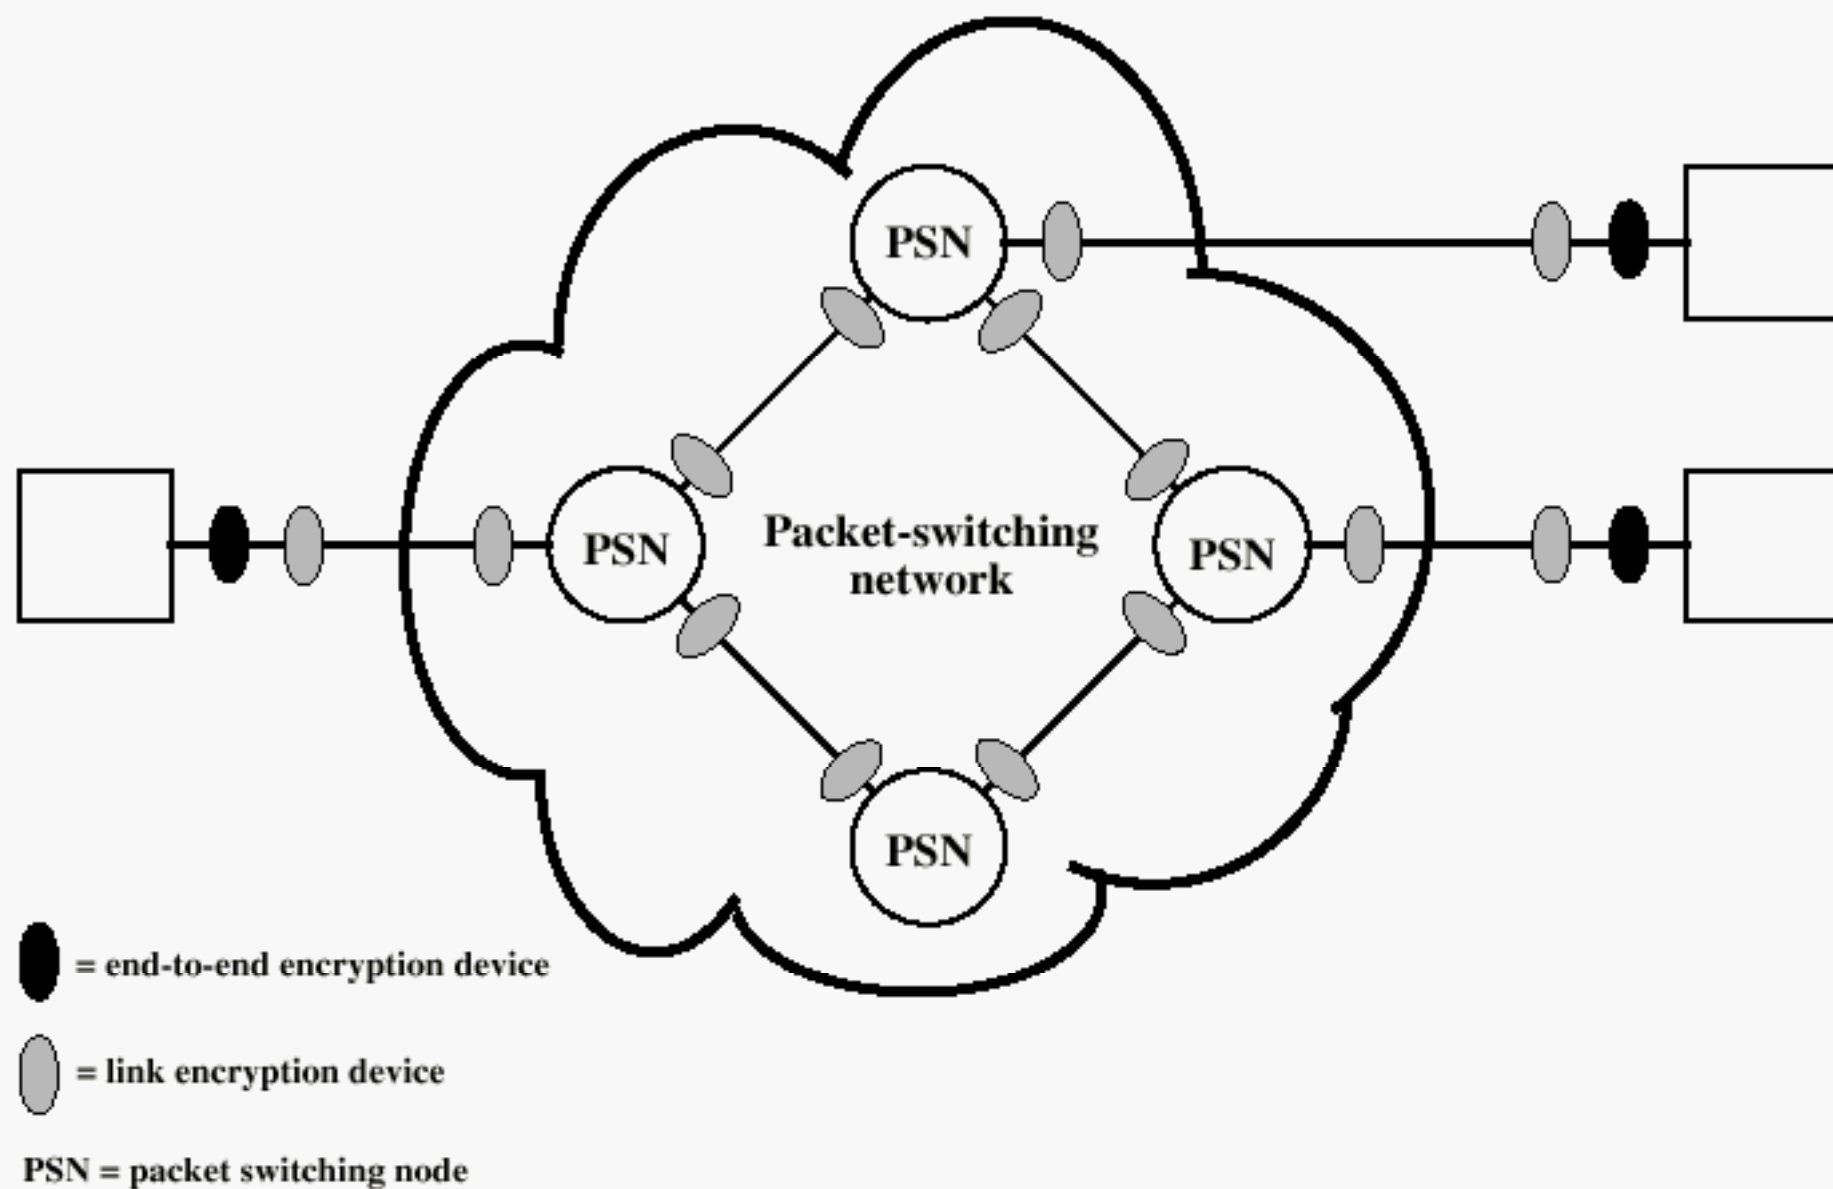 PSN
PSN
Packet-switching
network
PSN
PSN
= end-to-end encryption device
= link encryption device
PSN = packet switching node